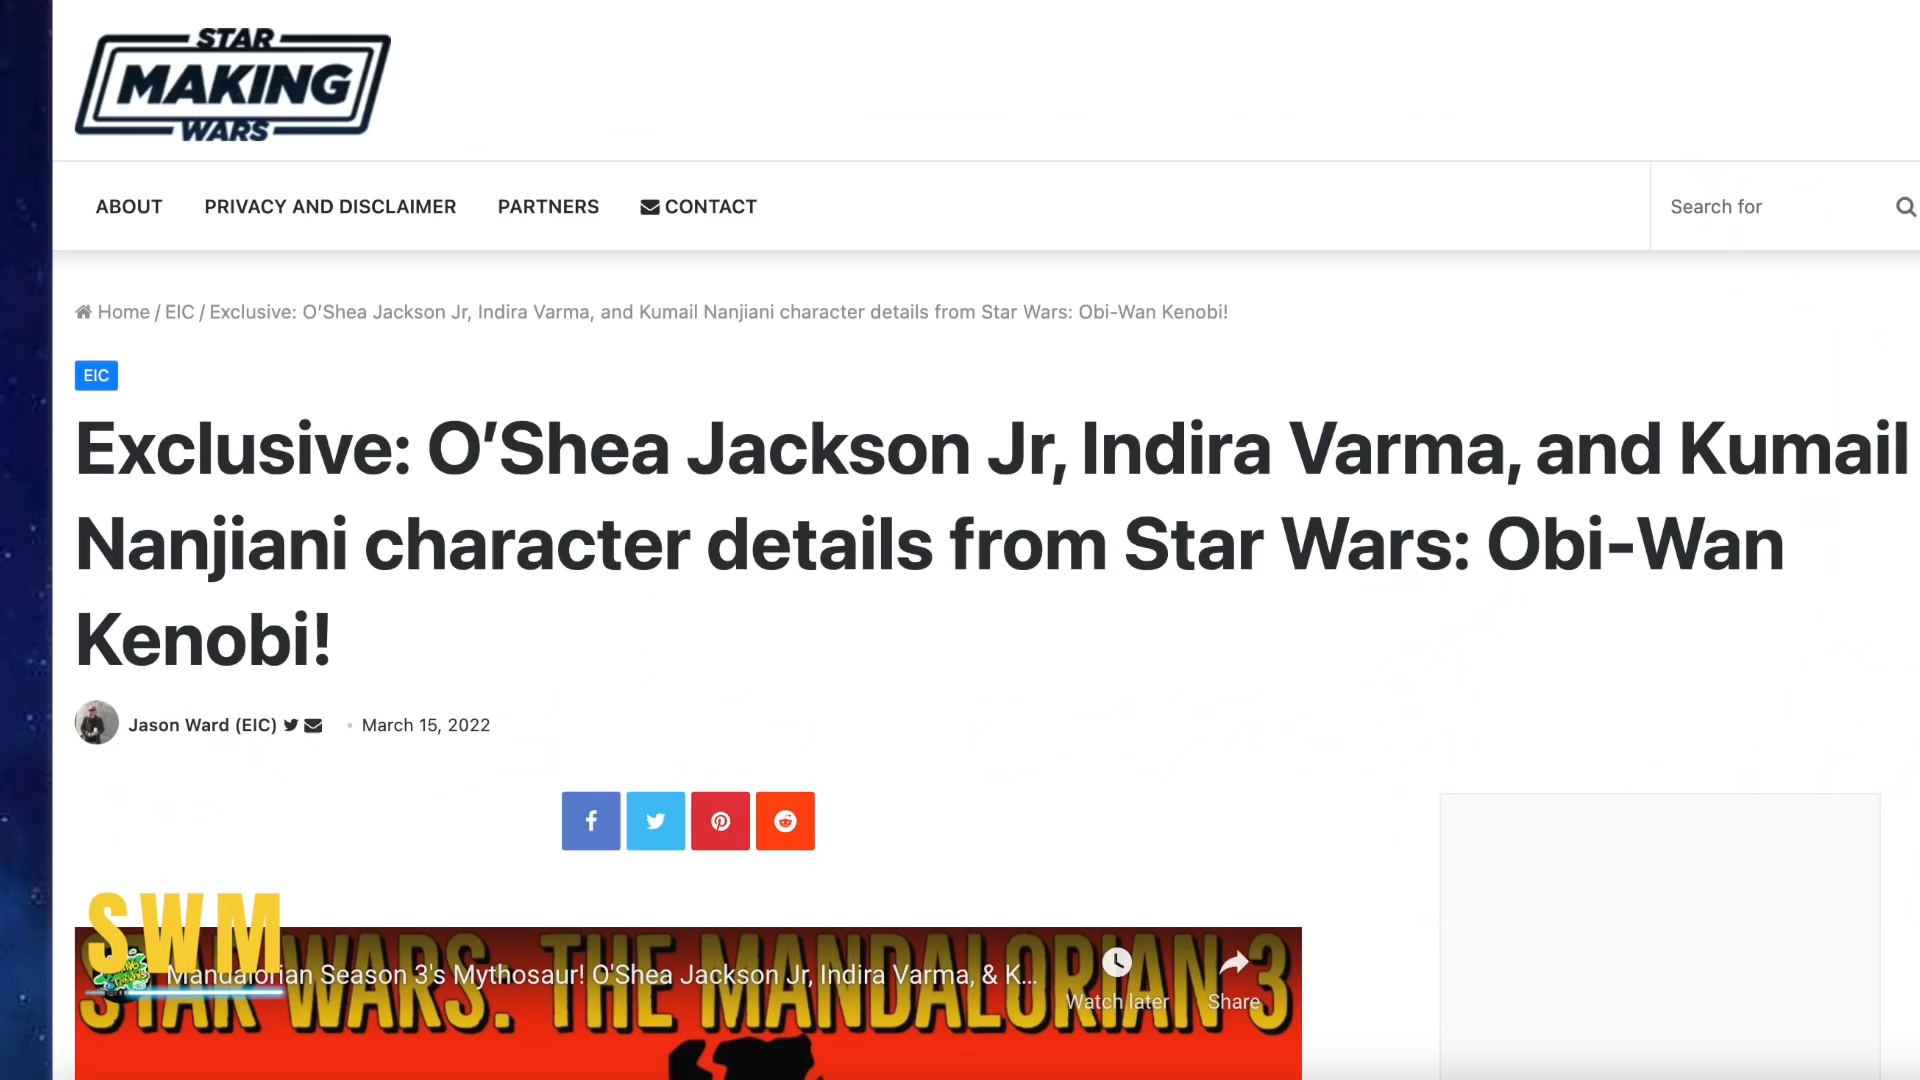 STAR
MAKING
WARS
ABOUT PRIVACY AND DISCLAIMER PARTNERS CONTACT Search for
Home / EIC / Exclusive: O’Shea Jackson Jr, Indira Varma, and Kumail Nanjiani character details from Star Wars: Obi-Wan Kenobi!
EIC
Exclusive: O’Shea Jackson Jr, Indira Varma, and Kumail
Nanjiani character details from Star Wars: Obi-Wan
Kenobi!
Jason Ward (EIC) March 15, 2022
SWM
STAR WARS: THE MANDALORIAN 3
Mandalorian Season 3's Mythosaur! O'Shea Jackson Jr, Indira Varma, & K...
Watch later Share